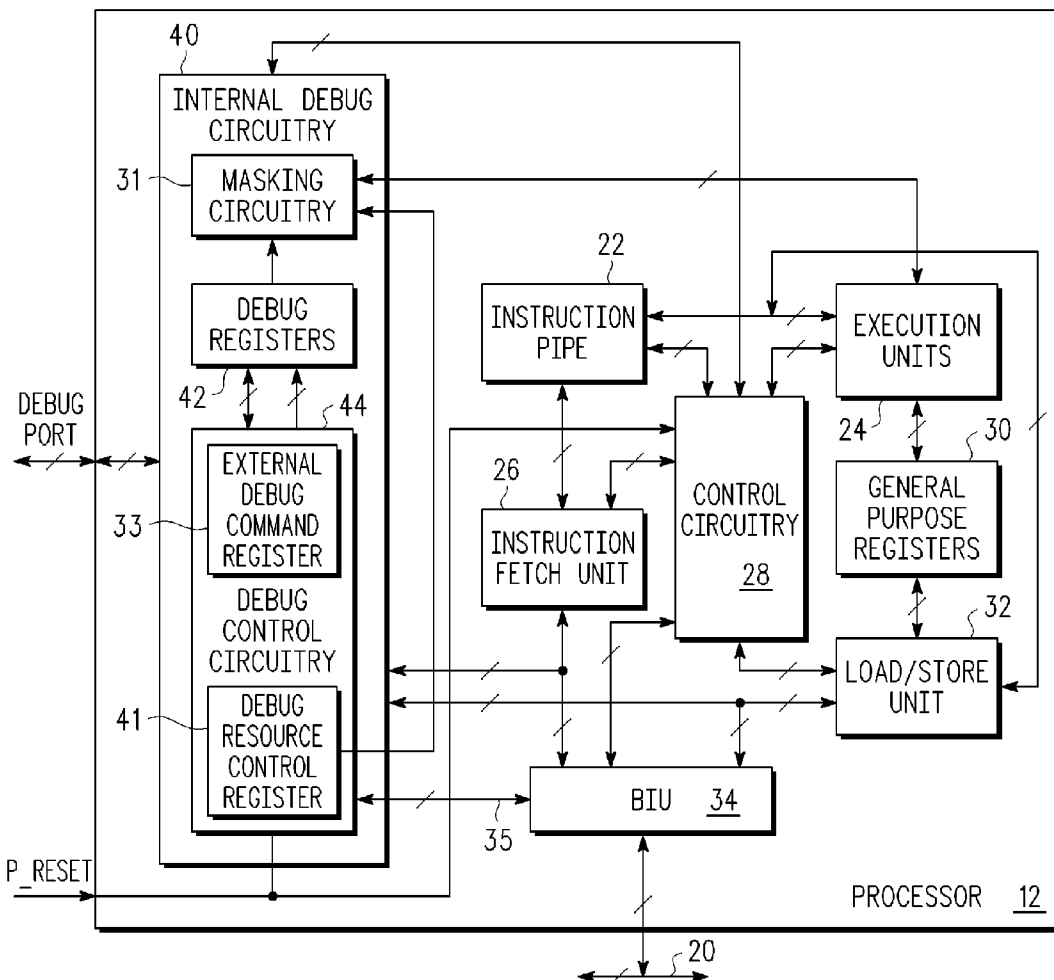 40
INTERNAL DEBUG
CIRCUITRY
31
MASKING
CIRCUITRY
DEBUG
REGISTERS
42
44
DEBUG
PORT
EXTERNAL
DEBUG
COMMAND
REGISTER
33
DEBUG
CONTROL
CIRCUITRY
41
DEBUG
RESOURCE
CONTROL
REGISTER
P_RESET
22
INSTRUCTION
PIPE
26
INSTRUCTION
FETCH UNIT
CONTROL
CIRCUITRY
28
EXECUTION
UNITS
24
30
GENERAL
PURPOSE
REGISTERS
32
LOAD/STORE
UNIT
BIU 34
35
PROCESSOR 12
20